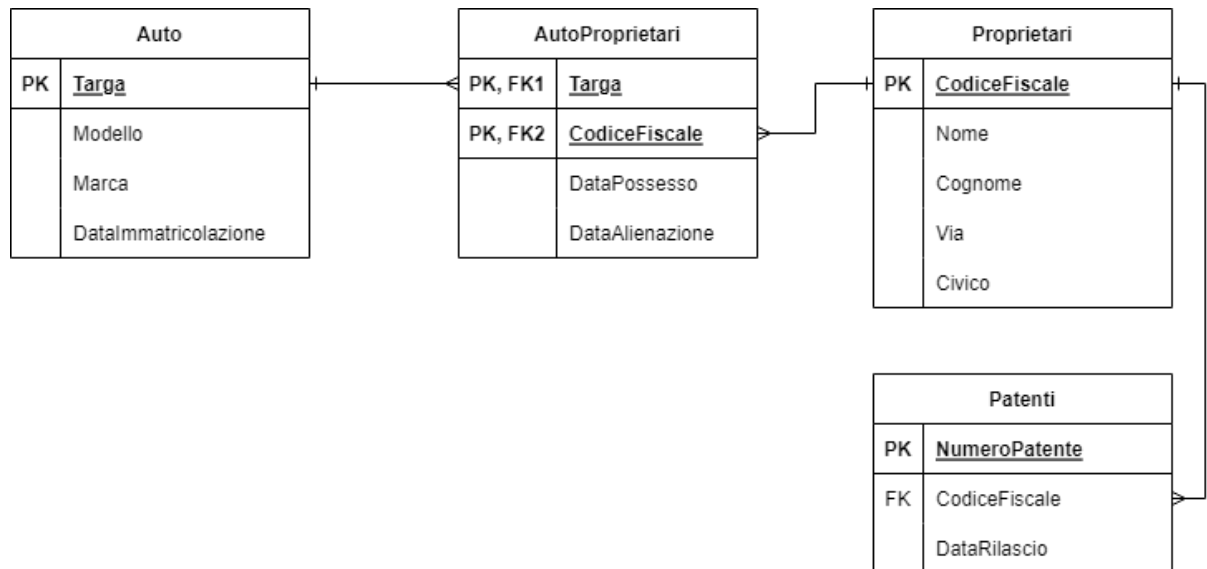 Auto
PK Targa
Modello
Marca
DataImmatricolazione
AutoProprietari
PK, FK1 Targa
PK, FK2 CodiceFiscale
DataPossesso
DataAlienazione
Proprietari
PK CodiceFiscale
Nome
Cognome
Via
Civico
Patenti
PK NumeroPatente
FK CodiceFiscale
DataRilascio